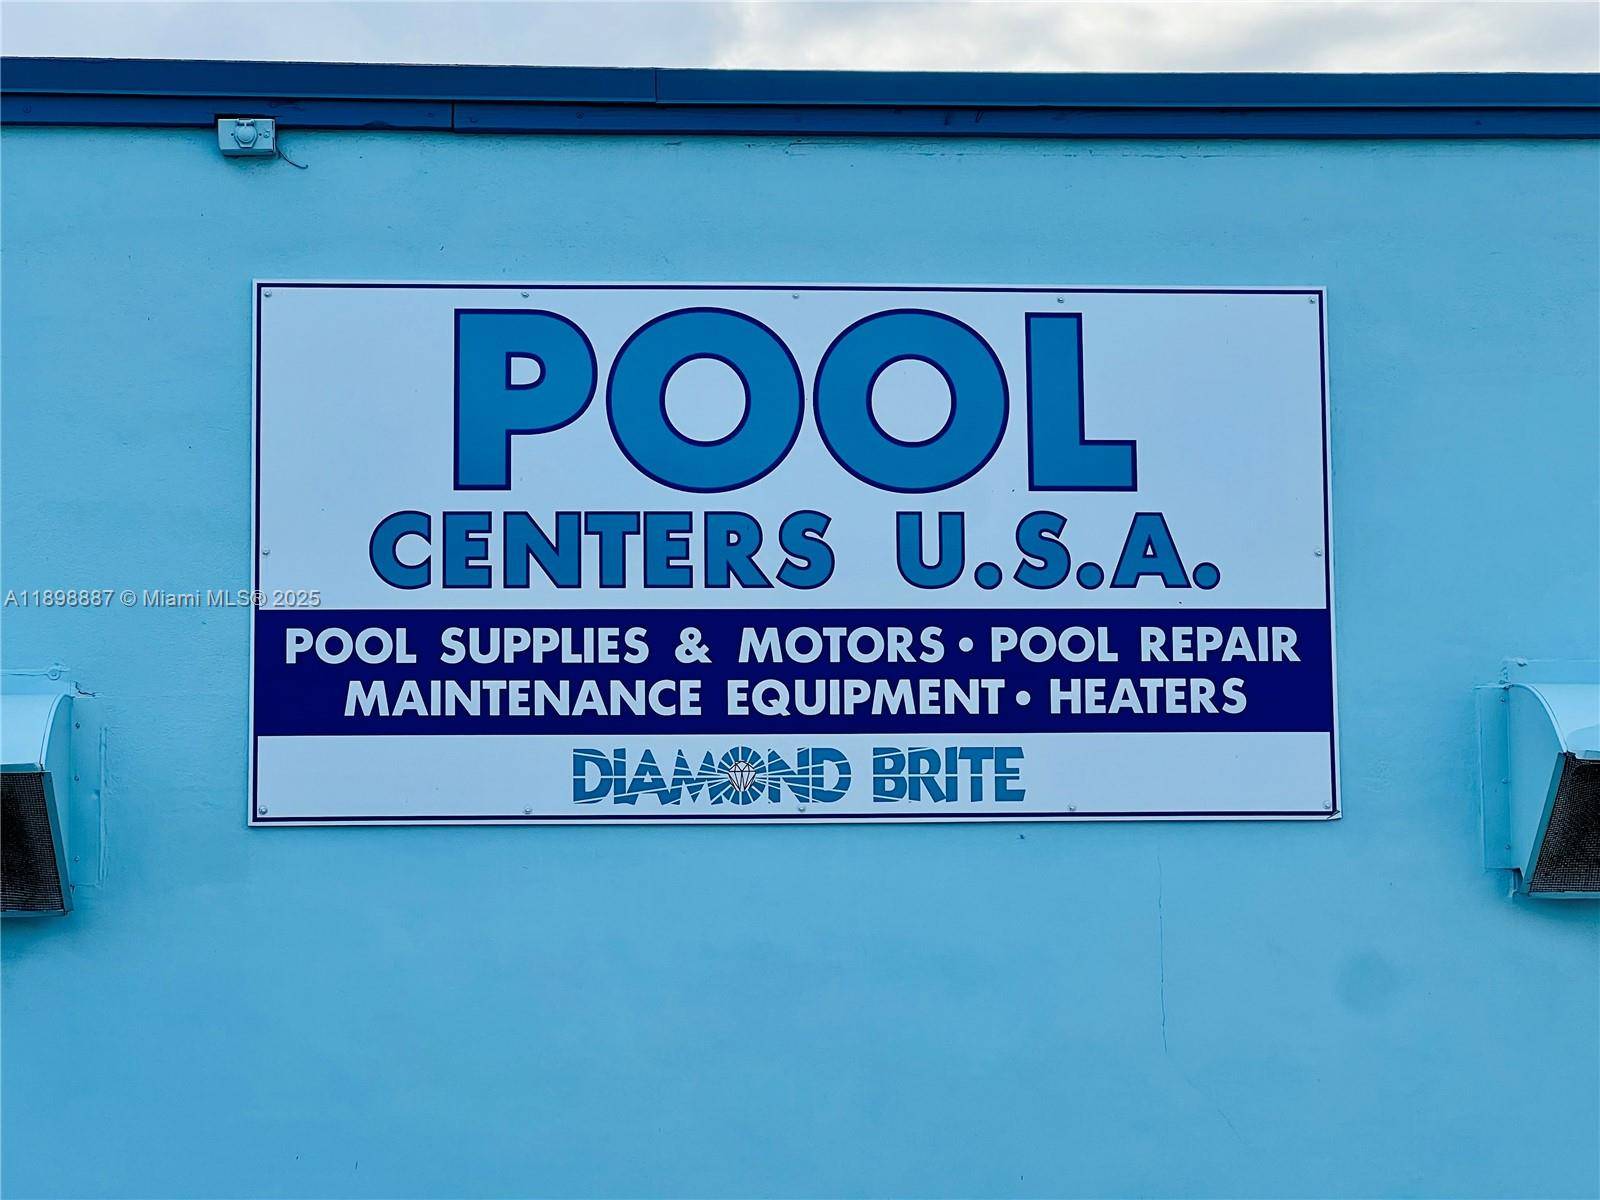 POOL
CENTERS U.S.A.
A11898887 © Miami MLS® 2025
POOL SUPPLIES & MOTORS • POOL REPAIR
MAINTENANCE EQUIPMENT • HEATERS
DIAMOND BRITE